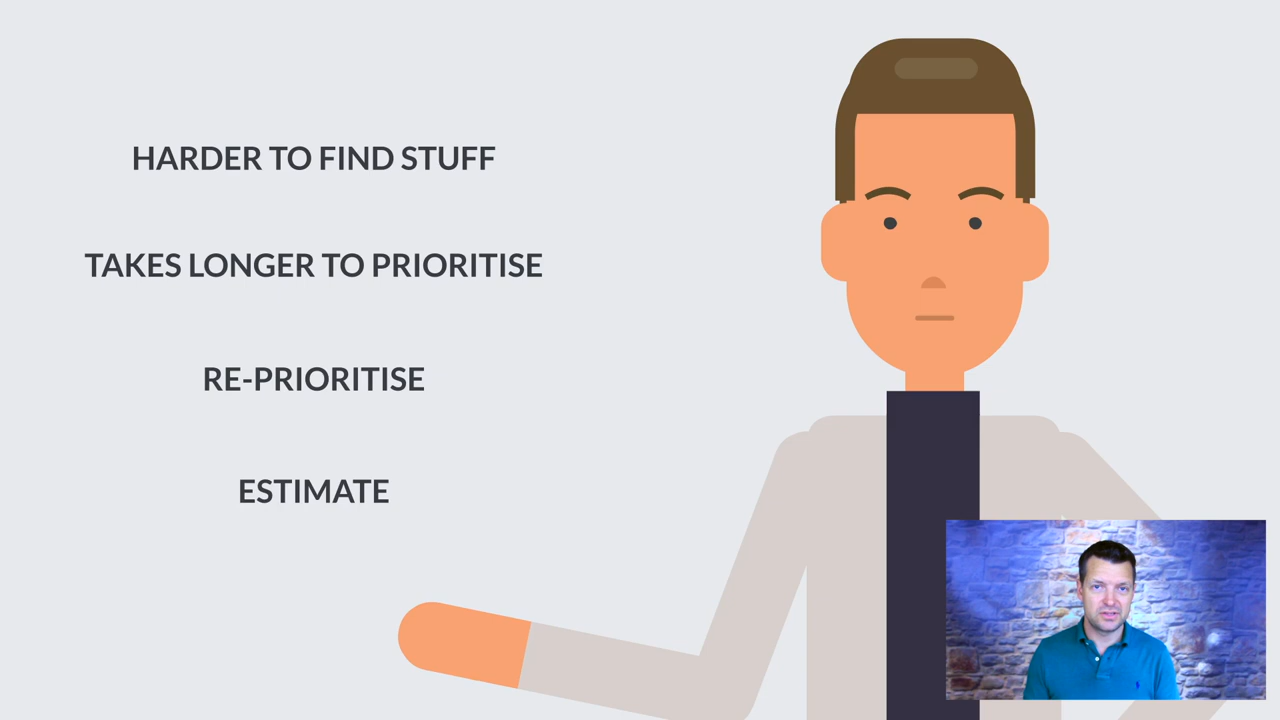 HARDER TO FIND STUFF
TAKES LONGER TO PRIORITISE
RE-PRIORITISE
ESTIMATE